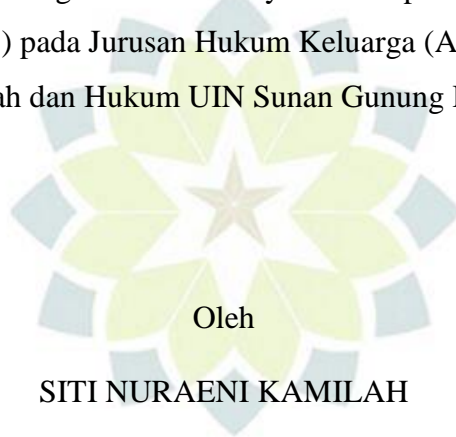 ) pada Jurusan Hukum Keluarga (A
ah dan Hukum UIN Sunan Gunung
Oleh
SITI NURAENI KAMILAH